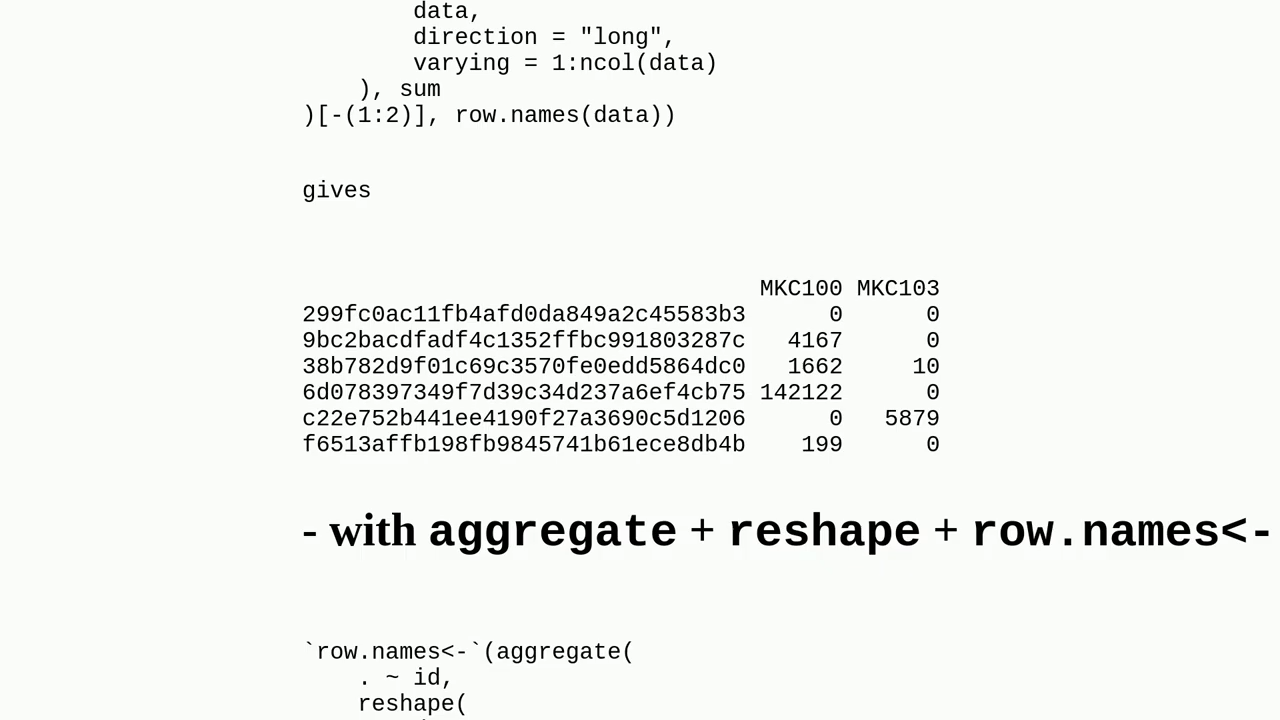 data,
direction = "long",
varying = 1:ncol(data)
), sum
)[-(1:2)], row.names(data))
gives
MKC100 MKC103
299fc0ac11fb4afd0da849a2c45583b3 0 0
9bc2bacdfadf4c1352ffbc991803287c 4167 0
38b782d9f01c69c3570fe0edd5864dc0 1662 10
6d078397349f7d39c34d237a6ef4cb75 142122 0
c22e752b441ee4190f27a3690c5d1206 0 5879
f6513affb198fb9845741b61ece8db4b 199 0
- with aggregate + reshape + row.names<-
`row.names<-`(aggregate(
. ~ id,
reshape(